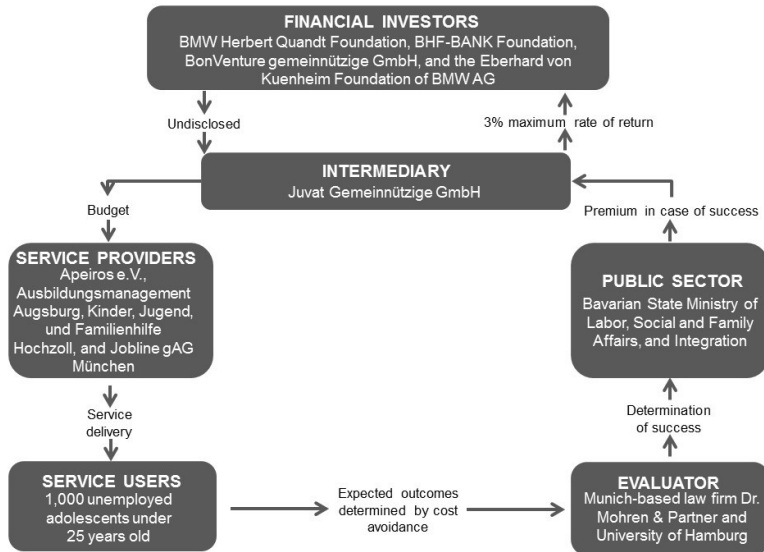 FINANCIAL INVESTORS
BMW Herbert Quandt Foundation, BHF-BANK Foundation,
BonVenture gemeinnützige GmbH, and the Eberhard von
Kuenheim Foundation of BMW AG
Undisclosed
3% maximum rate of return
INTERMEDIARY
Juvat Gemeinnützige GmbH
Budget
Premium in case of success
SERVICE PROVIDERS
Apeiros e.V.,
Ausbildungsmanagement
Augsburg, Kinder, Jugend,
und Familienhilfe
Hochzoll, and Jobline gAG
München
PUBLIC SECTOR
Bavarian State Ministry of
Labor, Social and Family
Affairs, and Integration
Service
delivery
Determination
of success
SERVICE USERS
1,000 unemployed
adolescents under
25 years old
Expected outcomes
determined by cost
avoidance
EVALUATOR
Munich-based law firm Dr.
Mohren & Partner and
University of Hamburg